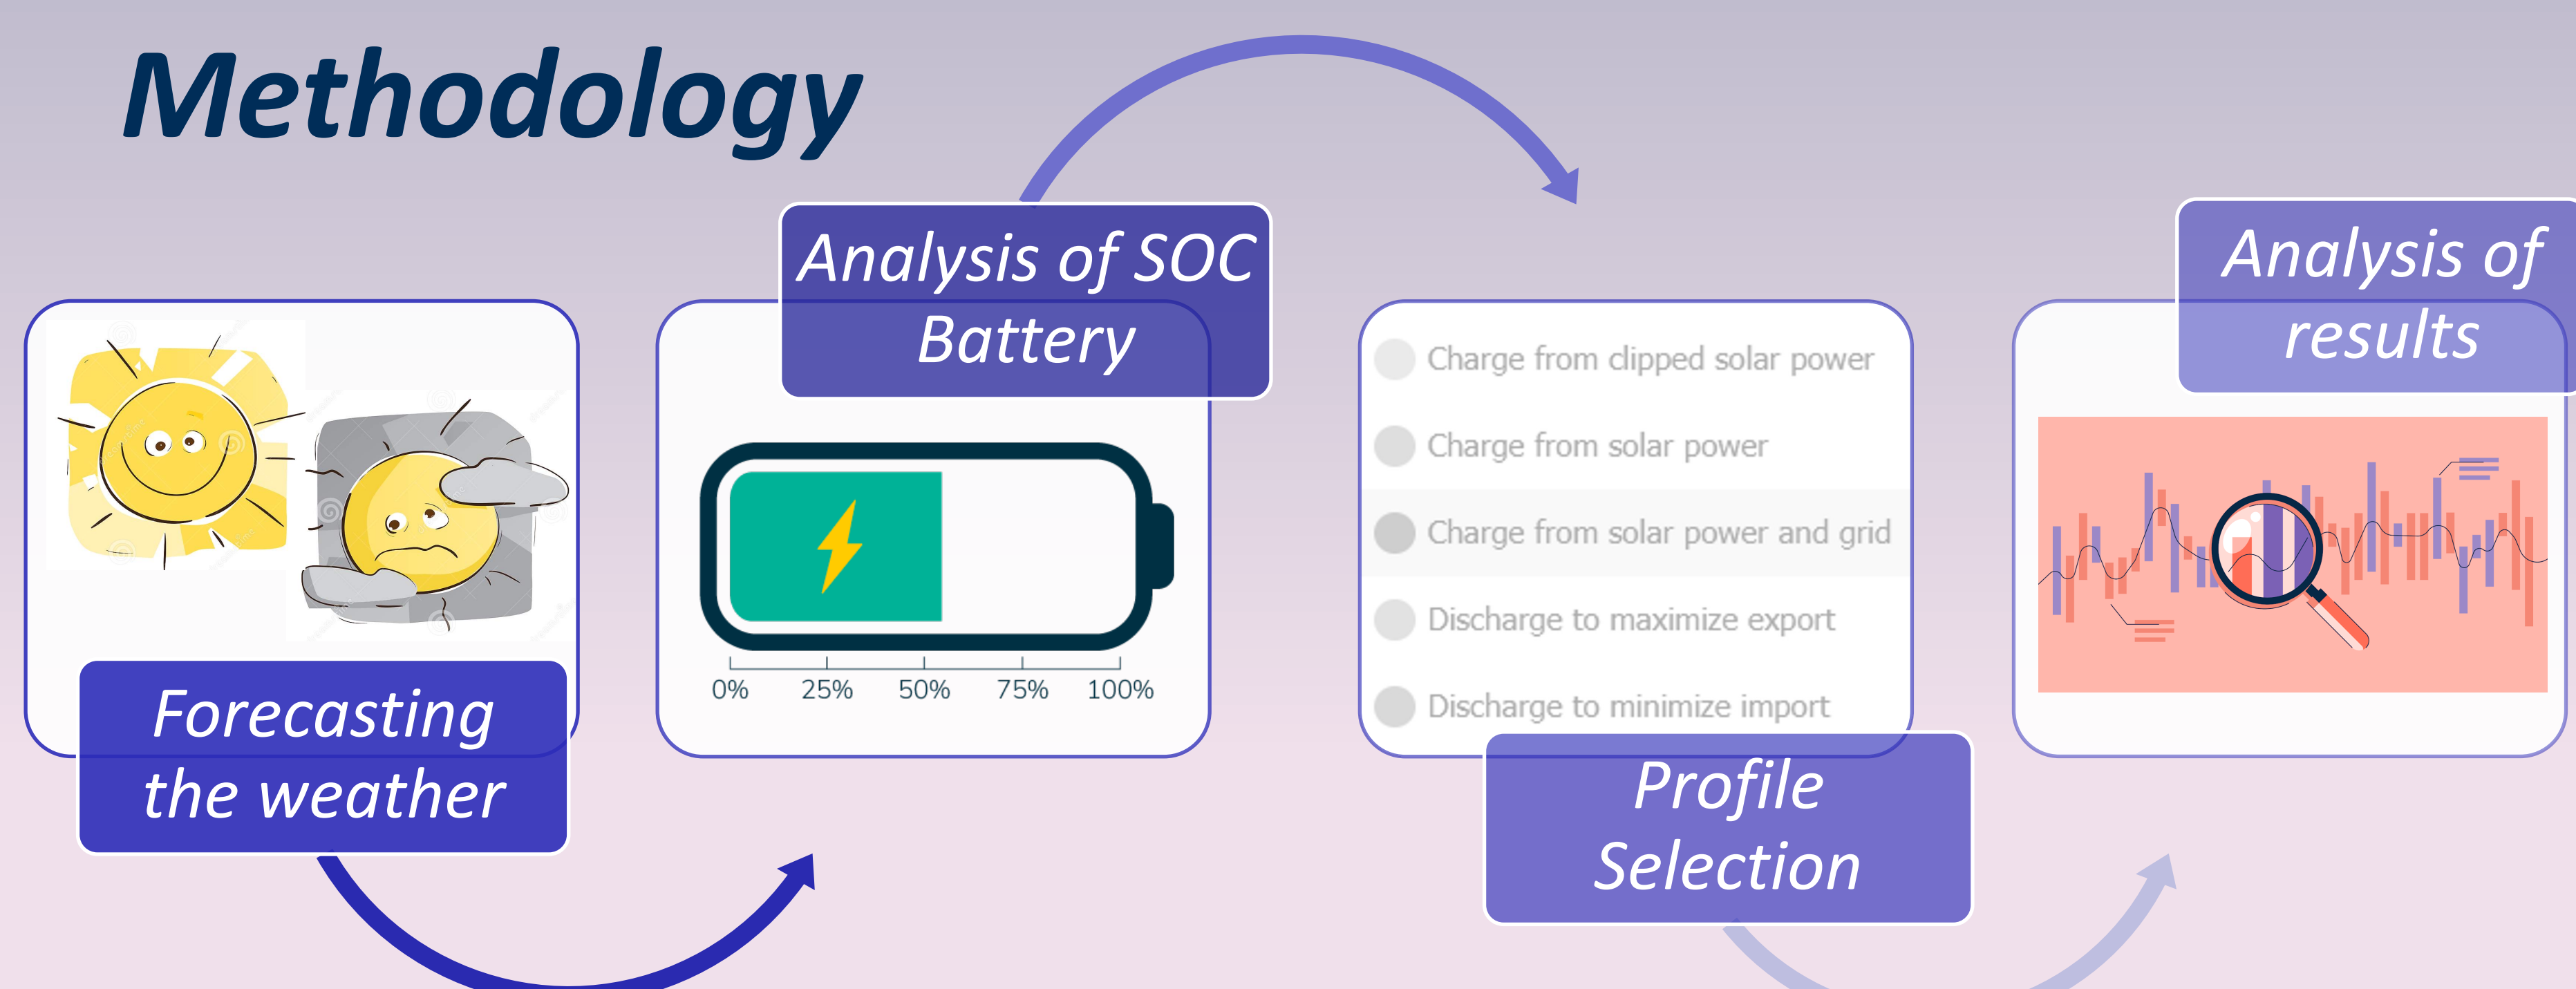 Methodology
Forecasting
the weather
Analysis of SOC
Battery
0% 25% 50% 75% 100%
Charge from clipped solar power
Charge from solar power
Charge from solar power and grid
Discharge to maximize export
Discharge to minimize import
Profile
Selection
Analysis of
results